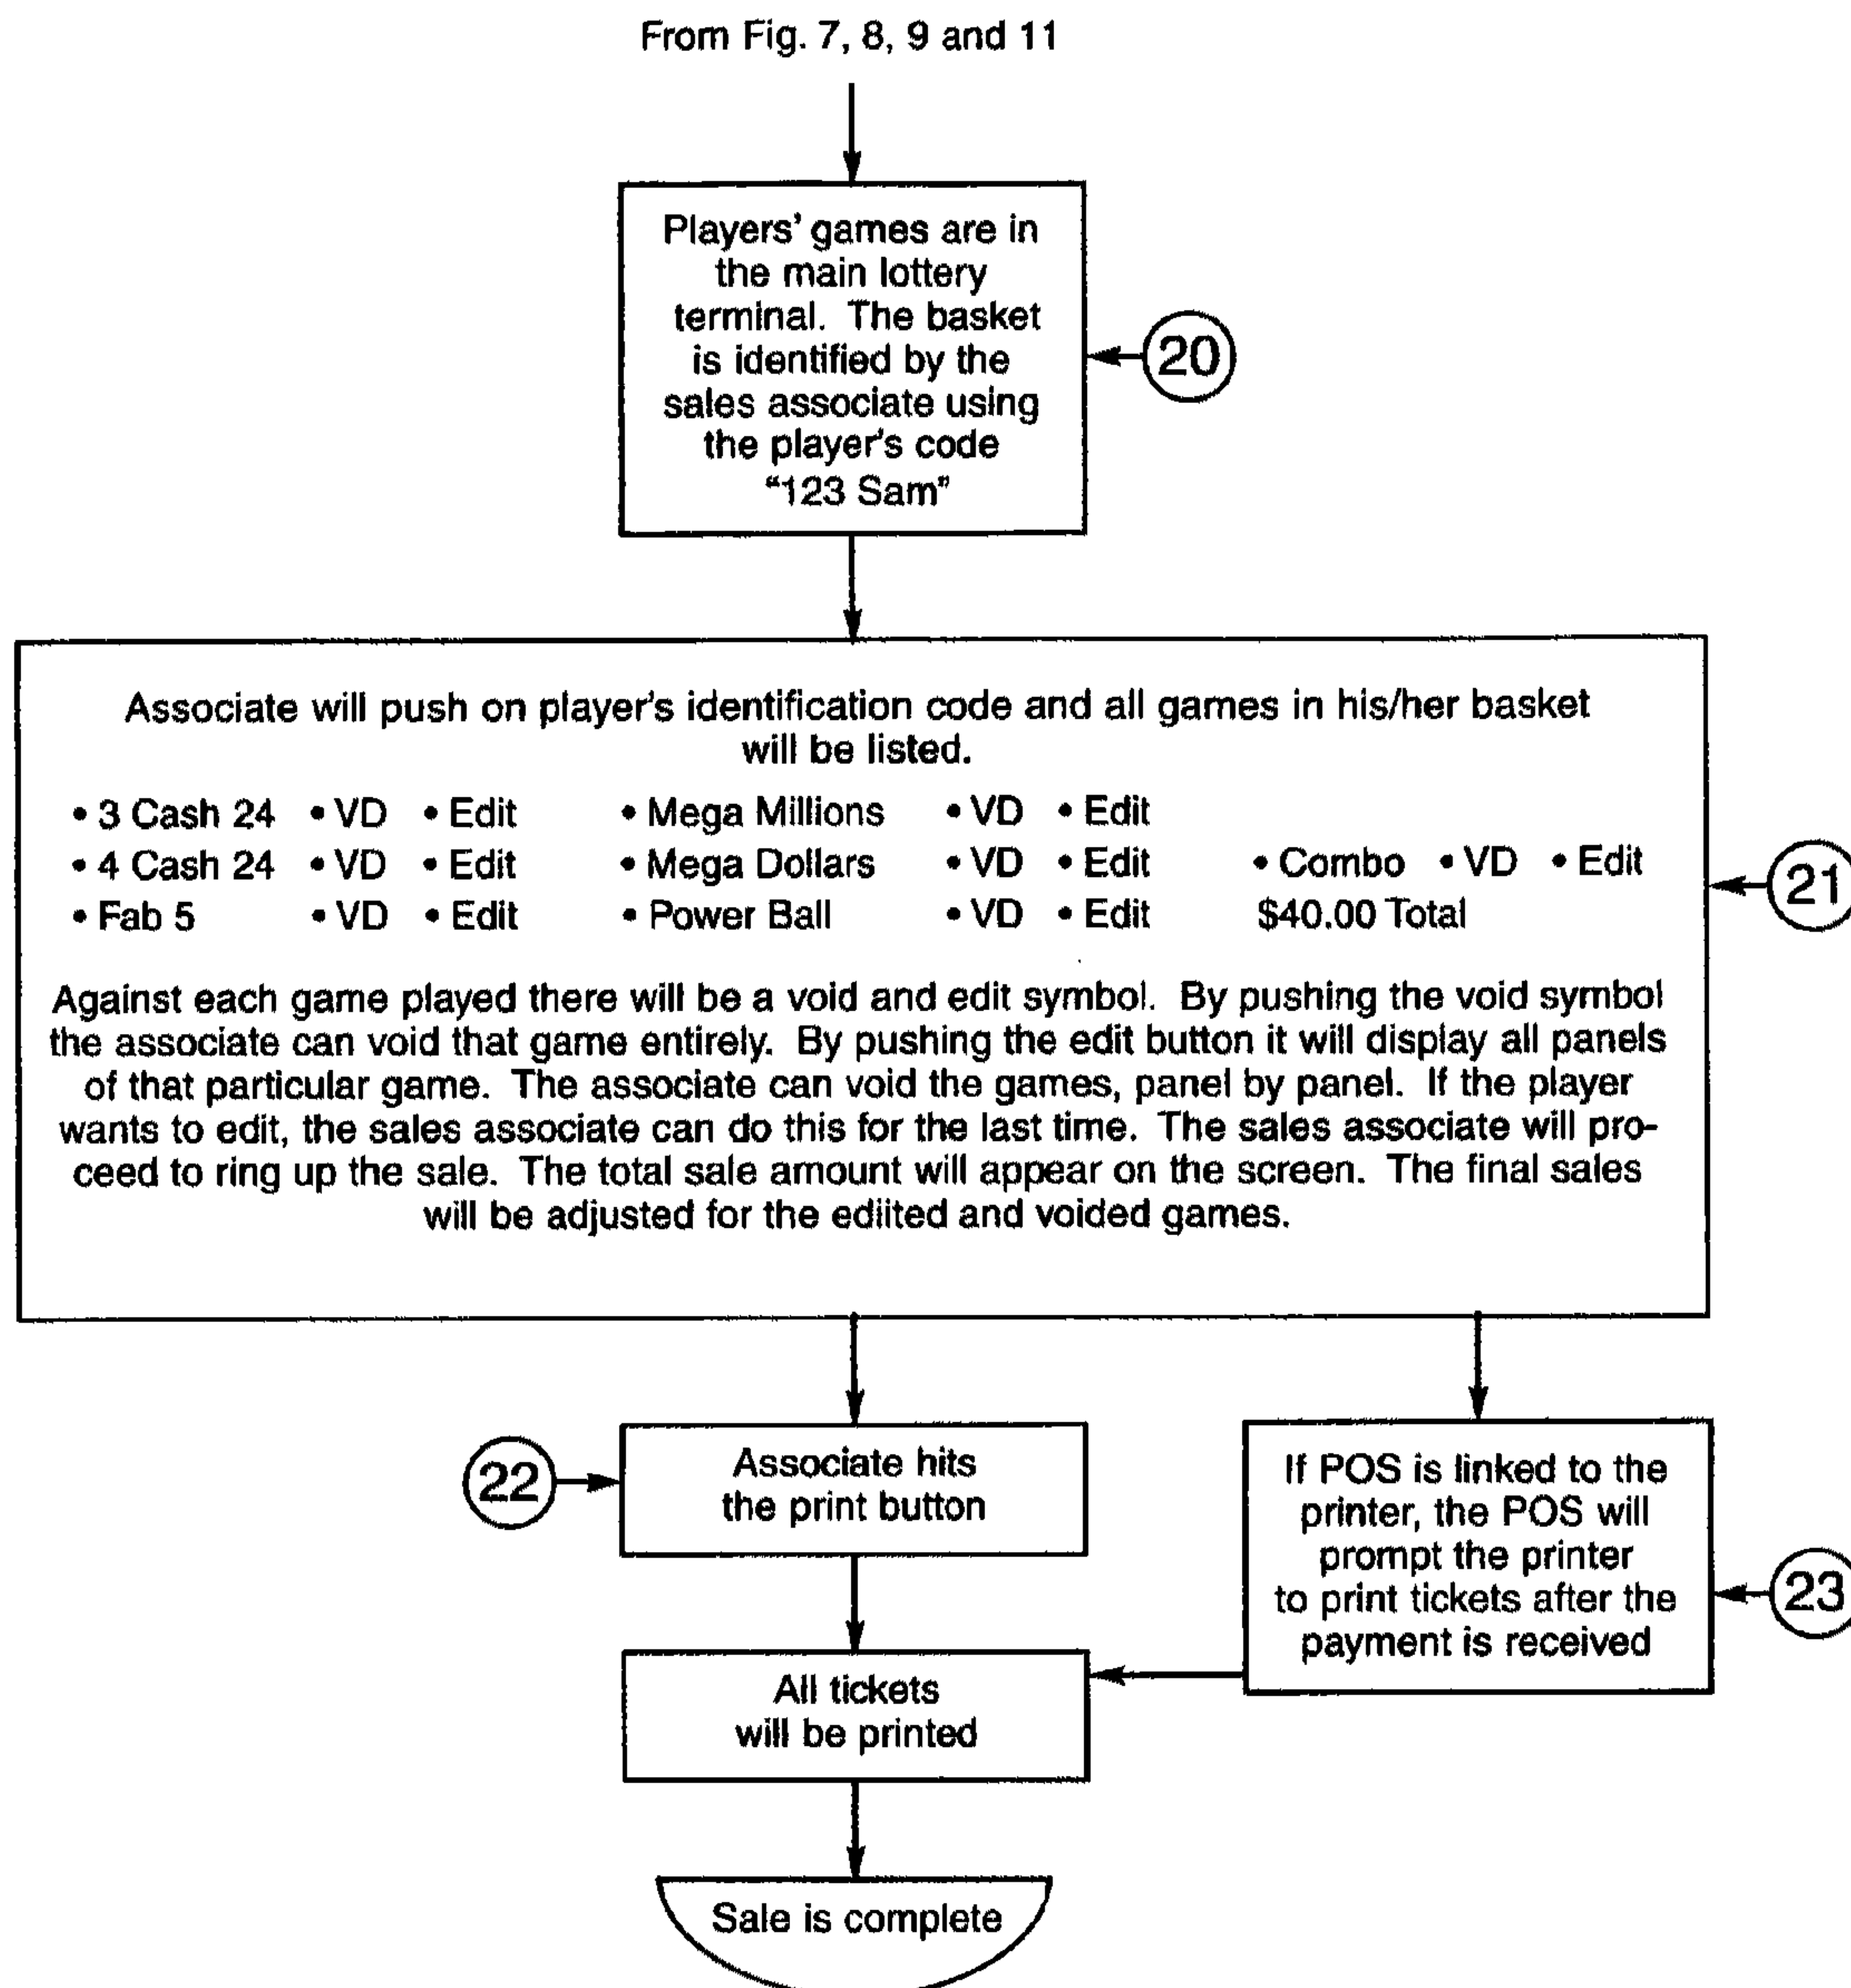 From Fig. 7, 8, 9 and 11
Players' games are in
the main lottery
terminal. The basket
is identified by the
sales associate using
the player's code
"123 Sam"
20
Associate will push on player's identification code and all games in his/her basket
will be listed.
• 3 Cash 24 • VD • Edit • Mega Millions • VD • Edit
• 4 Cash 24 • VD • Edit • Mega Dollars • VD • Edit • Combo • VD • Edit
• Fab 5 • VD • Edit • Power Ball • VD • Edit $40.00 Total
21
Against each game played there will be a void and edit symbol. By pushing the void symbol
the associate can void that game entirely. By pushing the edit button it will display all panels
of that particular game. The associate can void the games, panel by panel. If the player
wants to edit, the sales associate can do this for the last time. The sales associate will pro-
ceed to ring up the sale. The total sale amount will appear on the screen. The final sales
will be adjusted for the ediited and voided games.
22
Associate hits
the print button
If POS is linked to the
printer, the POS will
prompt the printer
to print tickets after the
payment is received
23
All tickets
will be printed
Sale is complete